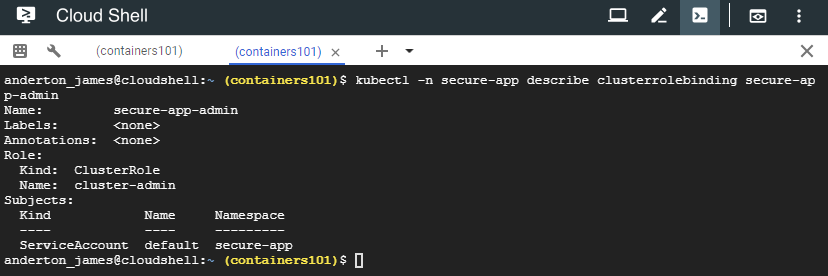 Cloud Shell
(containers101) (containers101) ×
anderton_james@cloudshell:~ (containers101)$ kubectl -n secure-app describe clusterrolebinding secure-ap
p-admin
Name:         secure-app-admin
Labels:       <none>
Annotations:  <none>
Role:
  Kind:  ClusterRole
  Name:  cluster-admin
Subjects:
  Kind            Name     Namespace
  ----            ----     ---------
  ServiceAccount  default  secure-app
anderton_james@cloudshell:~ (containers101)$